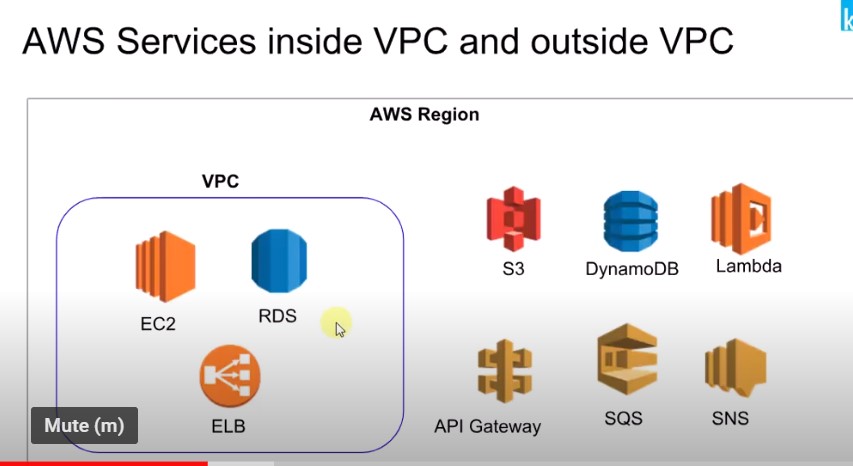 AWS Services inside VPC and outside VPC
k
AWS Region
VPC
S3
DynamoDB
Lambda
EC2
RDS
ELB
API Gateway
SQS
SNS
Mute (m)